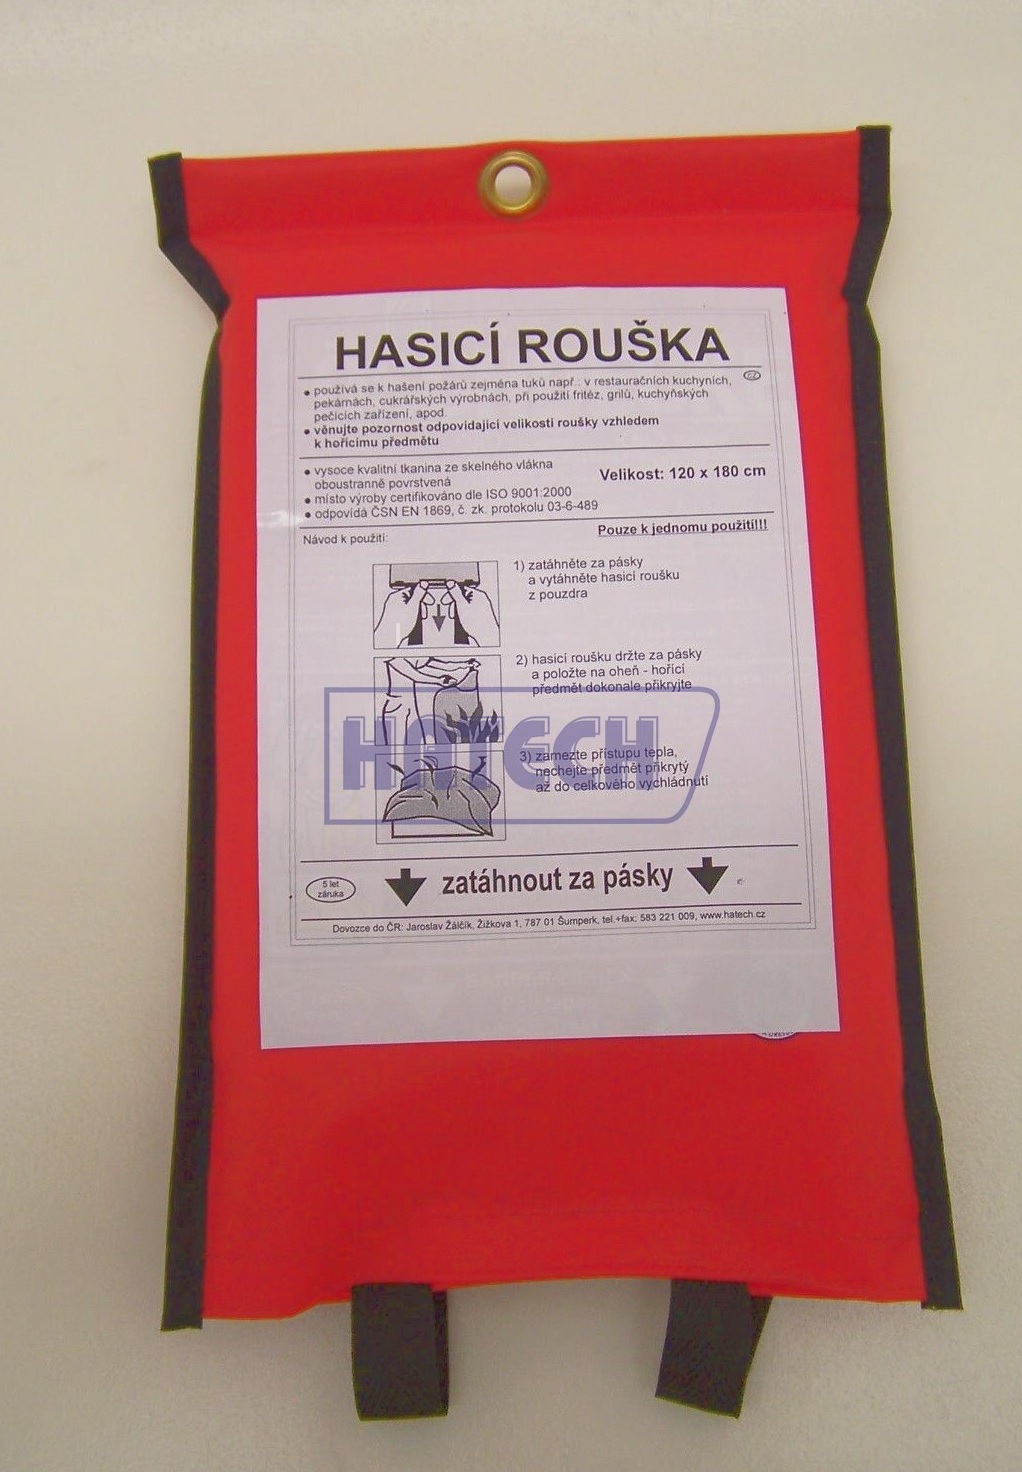 HASICÍ ROUŠKA
CZ
• používá se k hašení požárů zejména tuků např.: v restauračních kuchyních,
pekárnách, cukrářských výrobnách, při použití fritéz, grilů, kuchyňských
pečících zařízení, apod.
• věnujte pozornost odpovídající velikosti roušky vzhledem
k hořícímu předmětu
• vysoce kvalitní tkanina ze skelného vlákna
oboustranně povrstvená
Velikost: 120 x 180 cm
• místo výroby certifikováno dle ISO 9001:2000
• odpovídá ČSN EN 1869, č. zk. protokolu 03-6-489
Pouze k jednomu použití!!!
Návod k použití:
1) zatáhněte za pásky
a vytáhněte hasicí roušku
z pouzdra
2) hasicí roušku držte za pásky
a položte na oheň - hořící
předmět dokonale přikryjte
HATECH
3) zamezte přístupu tepla,
nechejte předmět přikrytý
až do celkového vychládnutí
5 let
záruka
zatáhnout za pásky
Dovozce do ČR: Jaroslav Žálčík, Žižkova 1, 787 01 Šumperk, tel.+fax: 583 221 009, www.hatech.cz